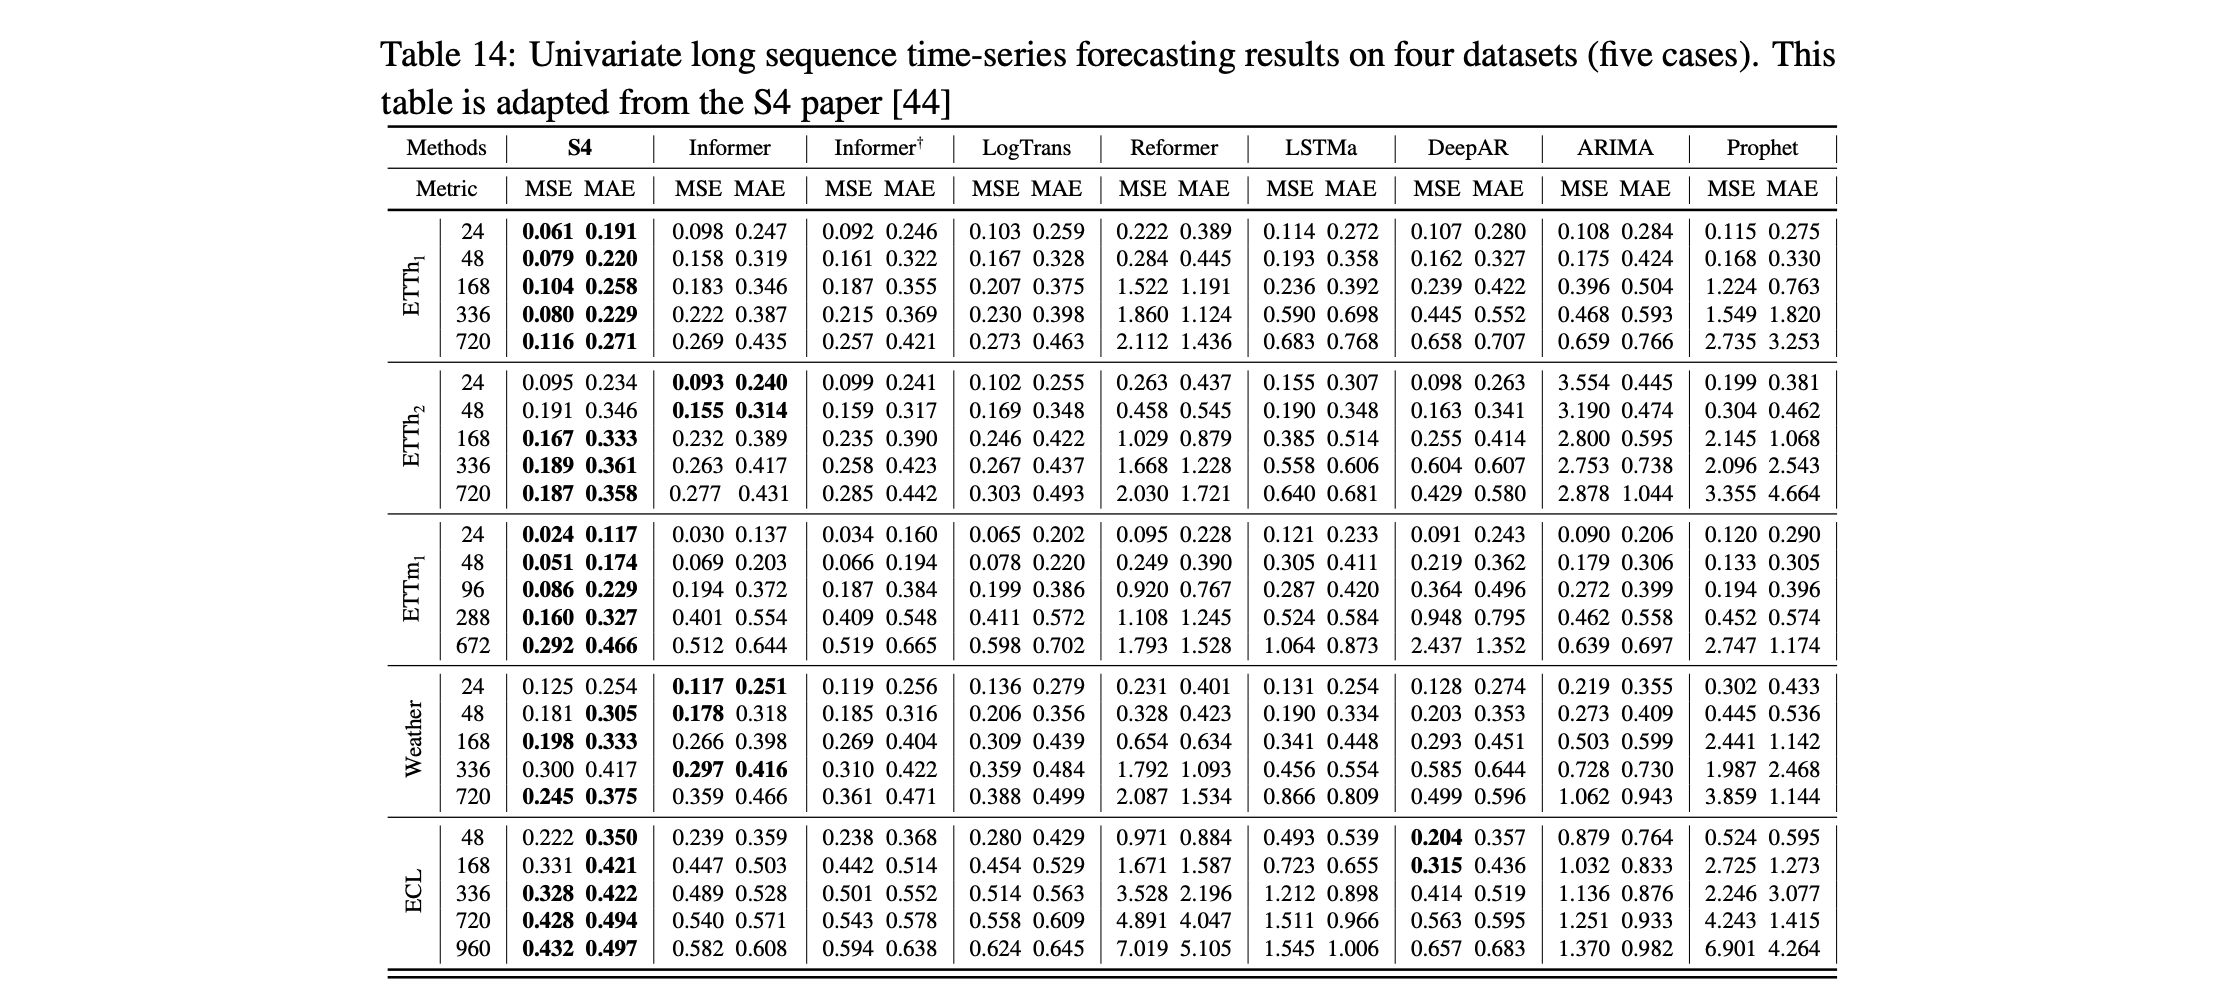 Table 14: Univariate long sequence time-series forecasting results on four datasets (five cases). This
table is adapted from the S4 paper [44]
Methods S4 Informer Informer† LogTrans Reformer LSTMa DeepAR ARIMA Prophet
Metric MSE MAE MSE MAE MSE MAE MSE MAE MSE MAE MSE MAE MSE MAE MSE MAE MSE MAE
ETTh₁
24 0.061 0.191 0.098 0.247 0.092 0.246 0.103 0.259 0.222 0.389 0.114 0.272 0.107 0.280 0.108 0.284 0.115 0.275
48 0.079 0.220 0.158 0.319 0.161 0.322 0.167 0.328 0.284 0.445 0.193 0.358 0.162 0.327 0.175 0.424 0.168 0.330
168 0.104 0.258 0.183 0.346 0.187 0.355 0.207 0.375 1.522 1.191 0.236 0.392 0.239 0.422 0.396 0.504 1.224 0.763
336 0.080 0.229 0.222 0.387 0.215 0.369 0.230 0.398 1.860 1.124 0.590 0.698 0.445 0.552 0.468 0.593 1.549 1.820
720 0.116 0.271 0.269 0.435 0.257 0.421 0.273 0.463 2.112 1.436 0.683 0.768 0.658 0.707 0.659 0.766 2.735 3.253
ETTh₂
24 0.095 0.234 0.093 0.240 0.099 0.241 0.102 0.255 0.263 0.437 0.155 0.307 0.098 0.263 3.554 0.445 0.199 0.381
48 0.191 0.346 0.155 0.314 0.159 0.317 0.169 0.348 0.458 0.545 0.190 0.348 0.163 0.341 3.190 0.474 0.304 0.462
168 0.167 0.333 0.232 0.389 0.235 0.390 0.246 0.422 1.029 0.879 0.385 0.514 0.255 0.414 2.800 0.595 2.145 1.068
336 0.189 0.361 0.263 0.417 0.258 0.423 0.267 0.437 1.668 1.228 0.558 0.606 0.604 0.607 2.753 0.738 2.096 2.543
720 0.187 0.358 0.277 0.431 0.285 0.442 0.303 0.493 2.030 1.721 0.640 0.681 0.429 0.580 2.878 1.044 3.355 4.664
ETTm₁
24 0.024 0.117 0.030 0.137 0.034 0.160 0.065 0.202 0.095 0.228 0.121 0.233 0.091 0.243 0.090 0.206 0.120 0.290
48 0.051 0.174 0.069 0.203 0.066 0.194 0.078 0.220 0.249 0.390 0.305 0.411 0.219 0.362 0.179 0.306 0.133 0.305
96 0.086 0.229 0.194 0.372 0.187 0.384 0.199 0.386 0.920 0.767 0.287 0.420 0.364 0.496 0.272 0.399 0.194 0.396
288 0.160 0.327 0.401 0.554 0.409 0.548 0.411 0.572 1.108 1.245 0.524 0.584 0.948 0.795 0.462 0.558 0.452 0.574
672 0.292 0.466 0.512 0.644 0.519 0.665 0.598 0.702 1.793 1.528 1.064 0.873 2.437 1.352 0.639 0.697 2.747 1.174
Weather
24 0.125 0.254 0.117 0.251 0.119 0.256 0.136 0.279 0.231 0.401 0.131 0.254 0.128 0.274 0.219 0.355 0.302 0.433
48 0.181 0.305 0.178 0.318 0.185 0.316 0.206 0.356 0.328 0.423 0.190 0.334 0.203 0.353 0.273 0.409 0.445 0.536
168 0.198 0.333 0.266 0.398 0.269 0.404 0.309 0.439 0.654 0.634 0.341 0.448 0.293 0.451 0.503 0.599 2.441 1.142
336 0.300 0.417 0.297 0.416 0.310 0.422 0.359 0.484 1.792 1.093 0.456 0.554 0.585 0.644 0.728 0.730 1.987 2.468
720 0.245 0.375 0.359 0.466 0.361 0.471 0.388 0.499 2.087 1.534 0.866 0.809 0.499 0.596 1.062 0.943 3.859 1.144
ECL
48 0.222 0.350 0.239 0.359 0.238 0.368 0.280 0.429 0.971 0.884 0.493 0.539 0.204 0.357 0.879 0.764 0.524 0.595
168 0.331 0.421 0.447 0.503 0.442 0.514 0.454 0.529 1.671 1.587 0.723 0.655 0.315 0.436 1.032 0.833 2.725 1.273
336 0.328 0.422 0.489 0.528 0.501 0.552 0.514 0.563 3.528 2.196 1.212 0.898 0.414 0.519 1.136 0.876 2.246 3.077
720 0.428 0.494 0.540 0.571 0.543 0.578 0.558 0.609 4.891 4.047 1.511 0.966 0.563 0.595 1.251 0.933 4.243 1.415
960 0.432 0.497 0.582 0.608 0.594 0.638 0.624 0.645 7.019 5.105 1.545 1.006 0.657 0.683 1.370 0.982 6.901 4.264